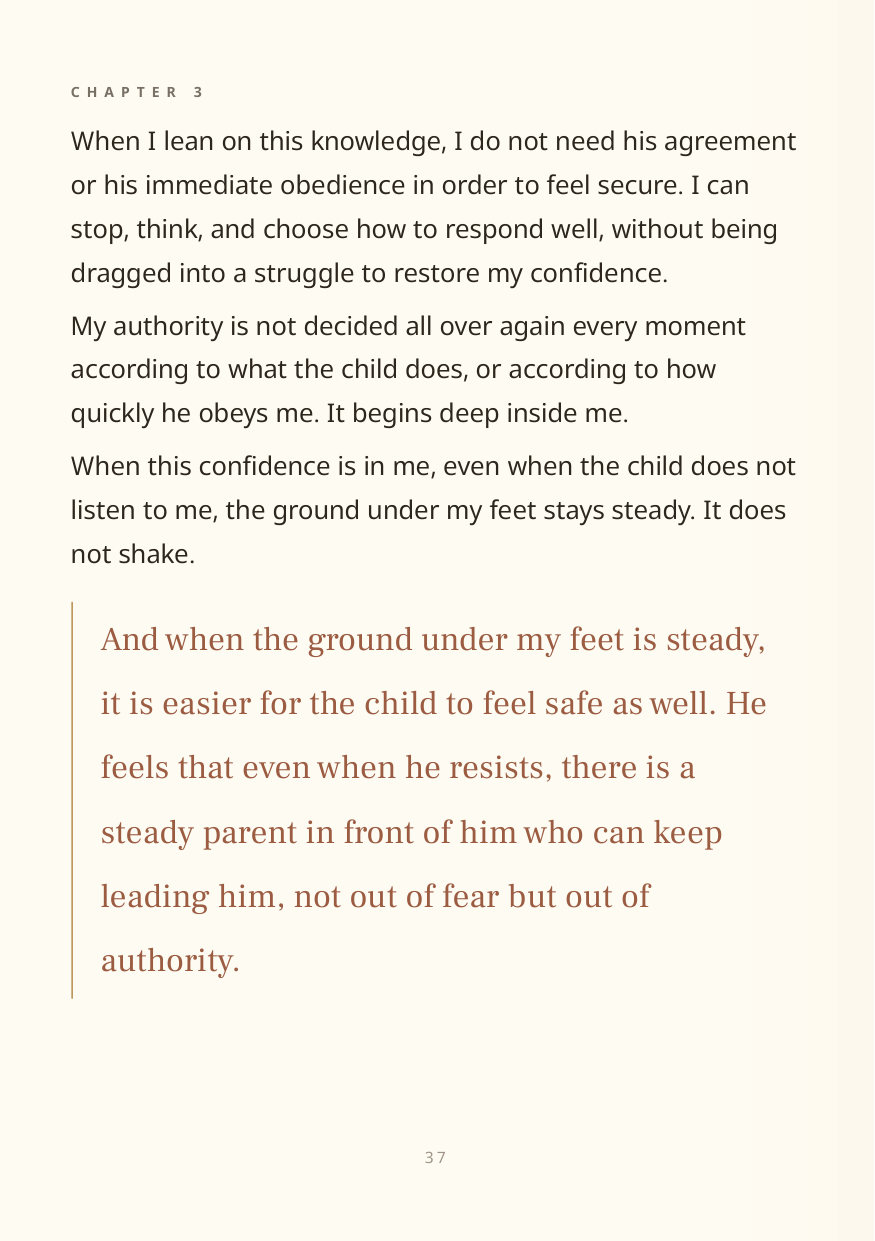 CHAPTER 3
When I lean on this knowledge, I do not need his agreement
or his immediate obedience in order to feel secure. I can
stop, think, and choose how to respond well, without being
dragged into a struggle to restore my confidence.
My authority is not decided all over again every moment
according to what the child does, or according to how
quickly he obeys me. It begins deep inside me.
When this confidence is in me, even when the child does not
listen to me, the ground under my feet stays steady. It does
not shake.
And when the ground under my feet is steady,
it is easier for the child to feel safe as well. He
feels that even when he resists, there is a
steady parent in front of him who can keep
leading him, not out of fear but out of
authority.
37